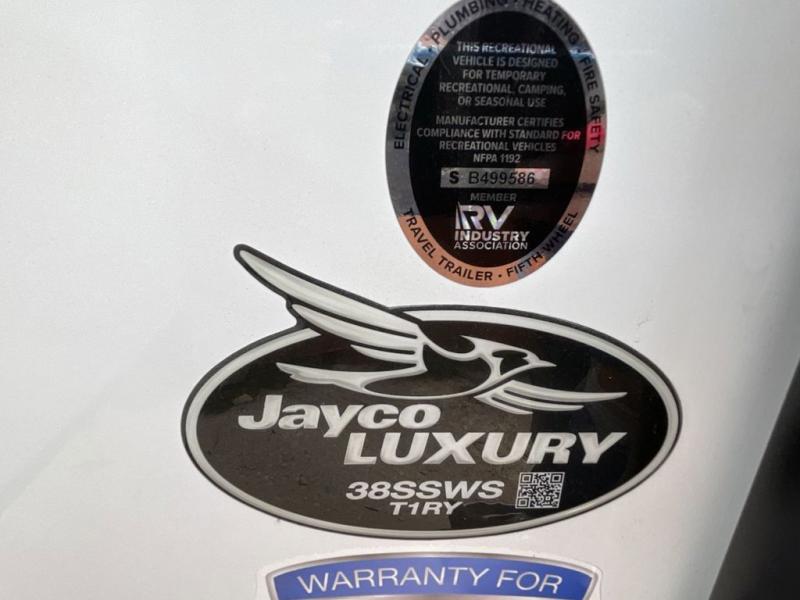 ELECTRICAL · PLUMBING · HEATING · FIRE SAFETY
THIS RECREATIONAL
VEHICLE IS DESIGNED
FOR TEMPORARY
RECREATIONAL, CAMPING,
OR SEASONAL USE
MANUFACTURER CERTIFIES
COMPLIANCE WITH STANDARD FOR
RECREATIONAL VEHICLES
NFPA 1192
S B499586
MEMBER
RV
INDUSTRY
ASSOCIATION
TRAVEL TRAILER · FIFTH WHEEL
Jayco
LUXURY
38SSWS
T1RY
WARRANTY FOR